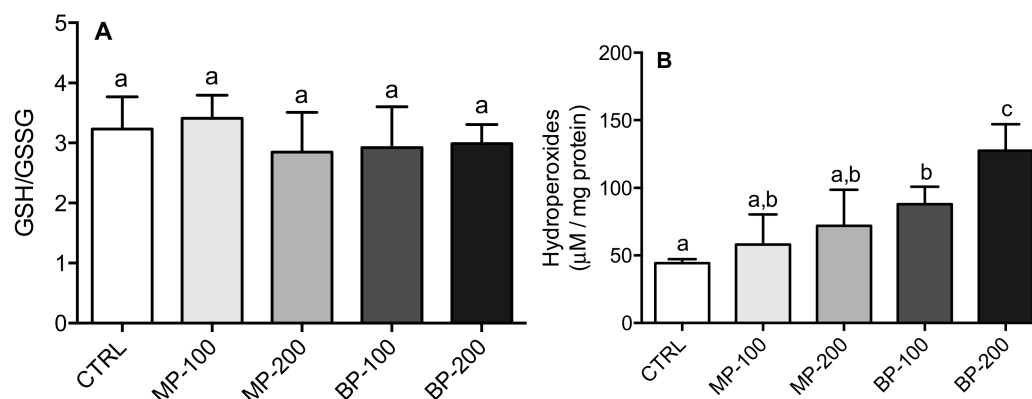 A
GSH/GSSG
5
4
3
2
1
0
a
a
a
a
a
CTRL
MP-100
MP-200
BP-100
BP-200
B
Hydroperoxides
(µM / mg protein)
200
150
100
50
0
a
a,b
a,b
b
c
CTRL
MP-100
MP-200
BP-100
BP-200